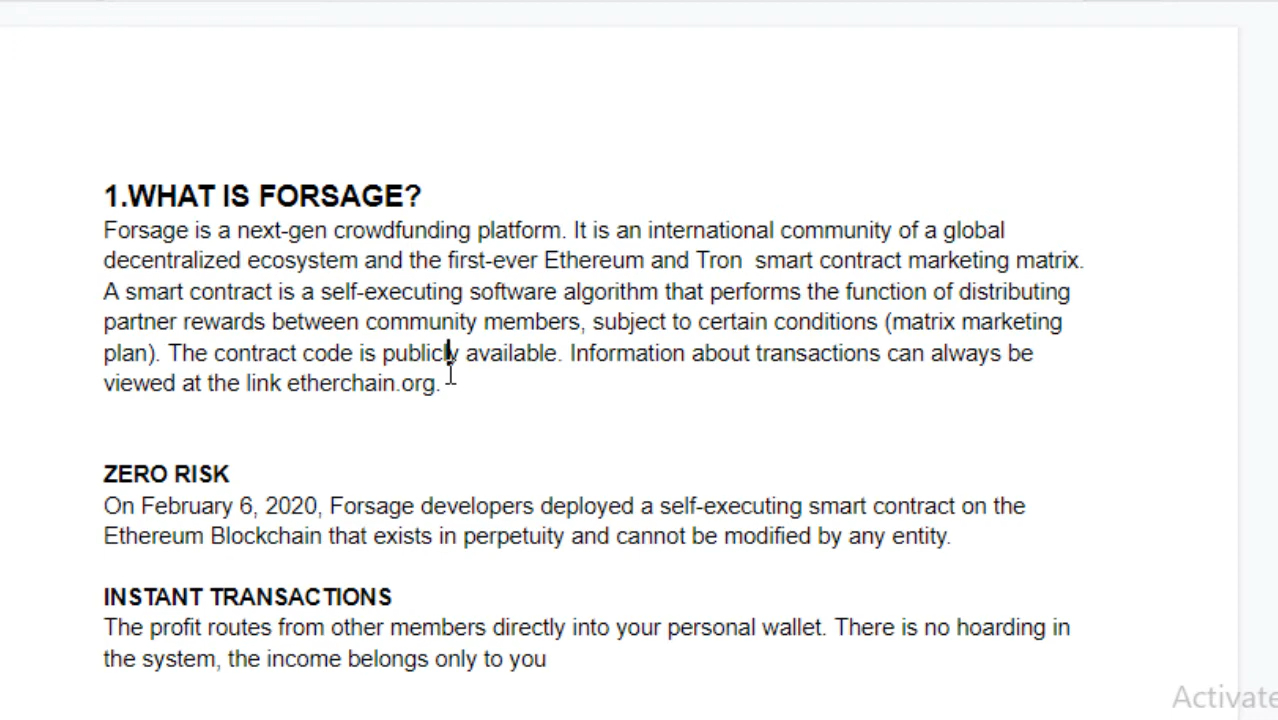 1.WHAT IS FORSAGE?
Forsage is a next-gen crowdfunding platform. It is an international community of a global
decentralized ecosystem and the first-ever Ethereum and Tron  smart contract marketing matrix.
A smart contract is a self-executing software algorithm that performs the function of distributing
partner rewards between community members, subject to certain conditions (matrix marketing
plan). The contract code is publicly available. Information about transactions can always be
viewed at the link etherchain.org.
ZERO RISK
On February 6, 2020, Forsage developers deployed a self-executing smart contract on the
Ethereum Blockchain that exists in perpetuity and cannot be modified by any entity.
INSTANT TRANSACTIONS
The profit routes from other members directly into your personal wallet. There is no hoarding in
the system, the income belongs only to you
Activate